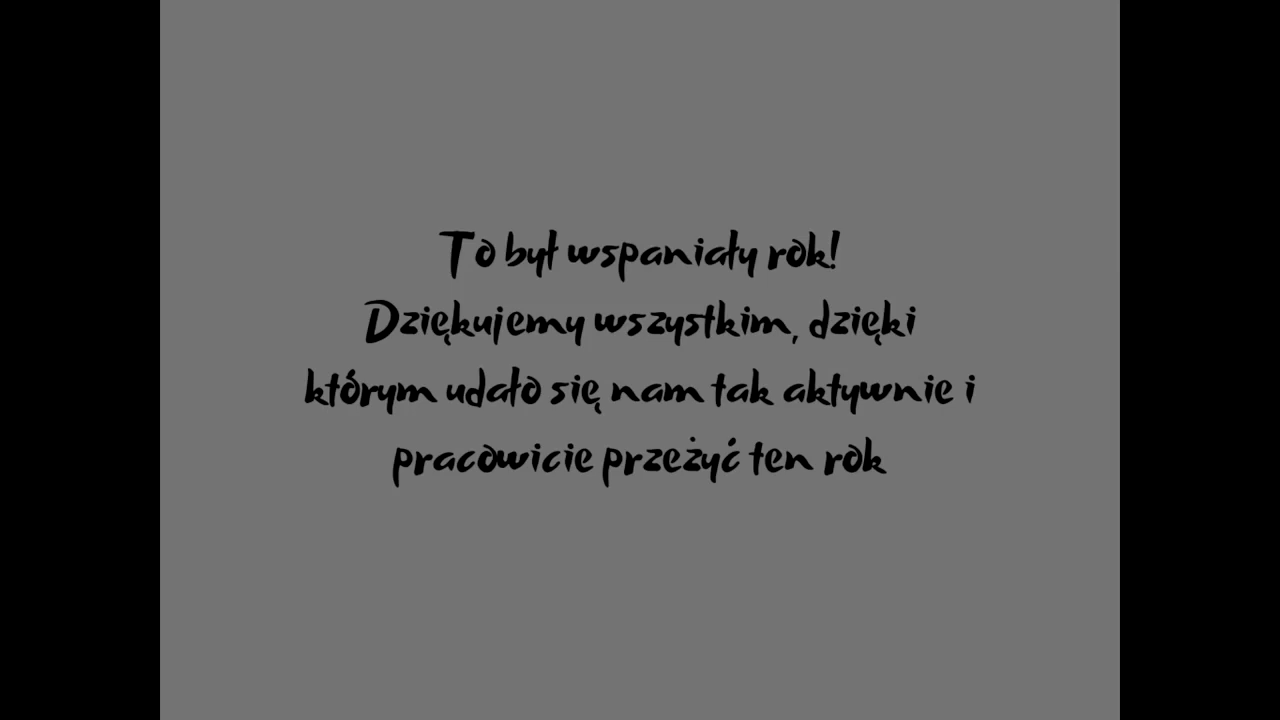 To był wspaniały rok!
Dziękujemy wszystkim, dzięki
którym udało się nam tak aktywnie i
pracowicie przeżyć ten rok